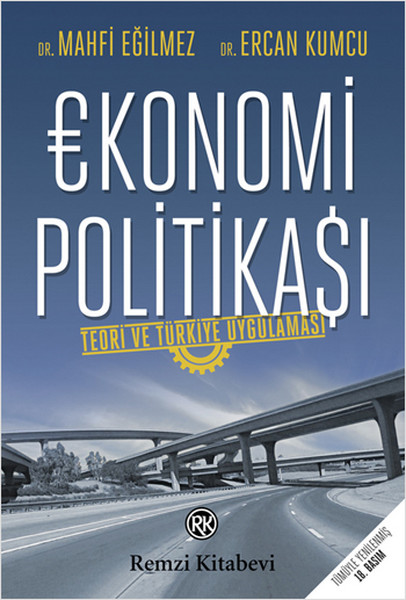 DR. MAHFİ EĞİLMEZ DR. ERCAN KUMCU
€KONOMİ
POLİTİKA$I
TEORİ VE TÜRKİYE UYGULAMASI
RK
Remzi Kitabevi
TÜMÜYLE YENİLENMİŞ
18. BASIM